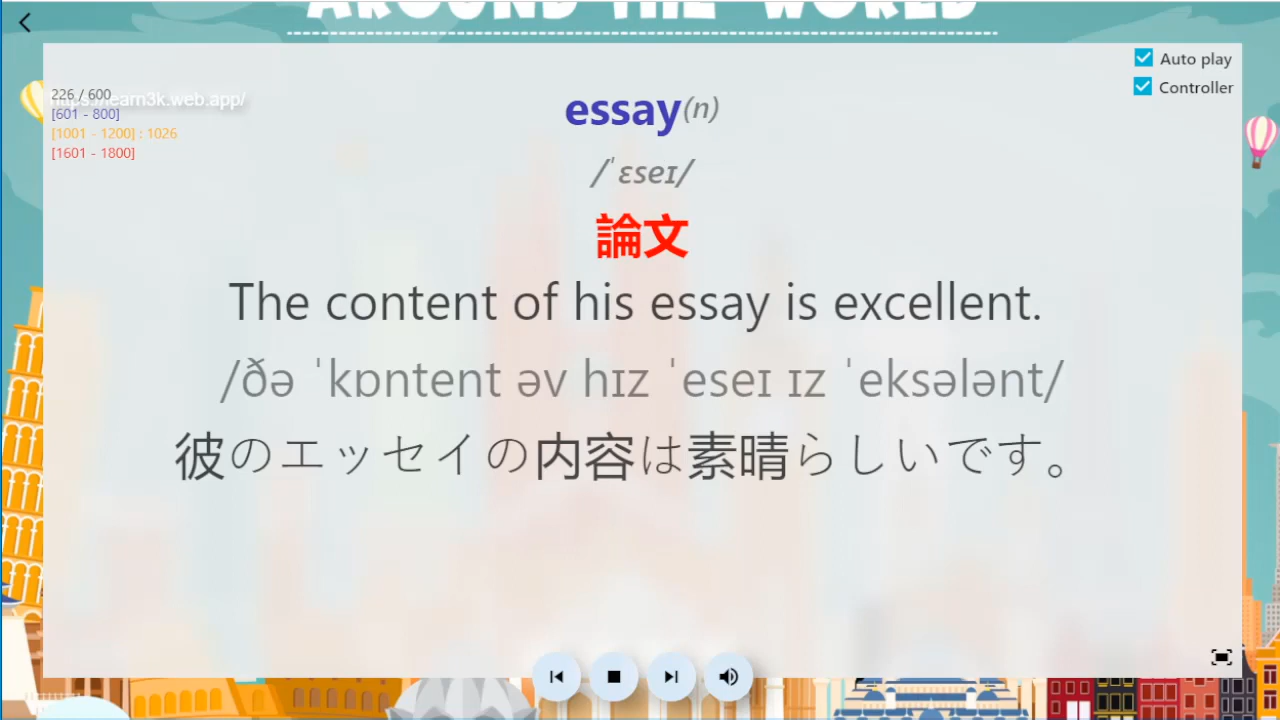 AROUND THE WORLD
Auto play
Controller
226 / 600
https://learn3k.web.app/
[601 - 800]
[1001 - 1200] : 1026
[1601 - 1800]
essay(n)
/ˈɛseɪ/
論文
The content of his essay is excellent.
/ðə ˈkɒntent əv hɪz ˈeseɪ ɪz ˈeksələnt/
彼のエッセイの内容は素晴らしいです。